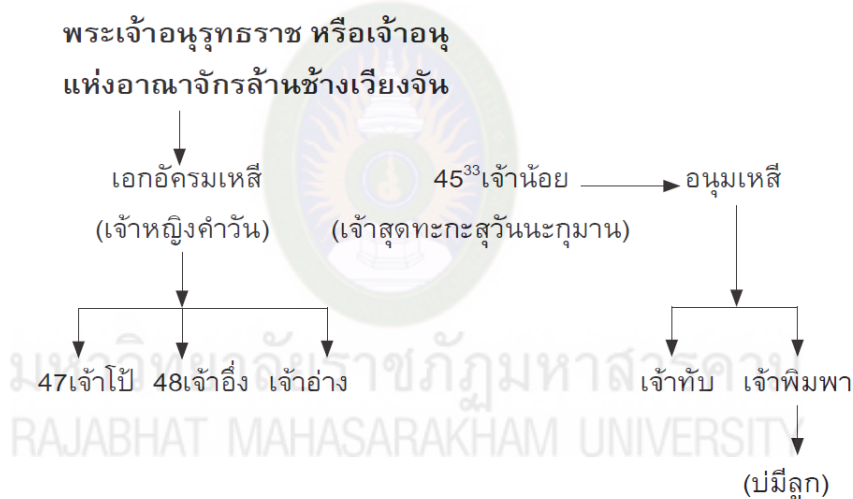 พระเจ้าอนุรุทธราช หรือเจ้าอนุ
แห่งอาณาจักรล้านช้างเวียงจัน
เอกอัครมเหสี 45³³เจ้าน้อย อนุมเหสี
(เจ้าหญิงคำวัน) (เจ้าสุดทะกะสุวันนะกุมาน)
47เจ้าโป้ 48เจ้าอึ่ง เจ้าอ่าง เจ้าทับ เจ้าพิมพา
(บ่มีลูก)
มหาวิทยาลัยราชภัฏมหาสารคาม
RAJABHAT MAHASARAKHAM UNIVERSITY